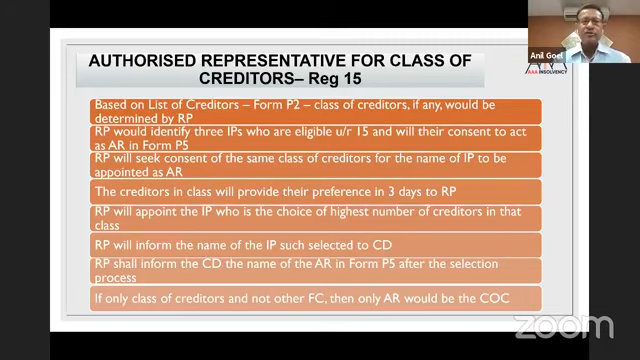 Anil Goel
AUTHORISED REPRESENTATIVE FOR CLASS OF
CREDITORS– Reg 15
AAA INSOLVENCY
Based on List of Creditors – Form P2 – class of creditors, if any, would be
determined by RP
RP would identify three IPs who are eligible u/r 15 and will their consent to act
as AR in Form P5
RP will seek consent of the same class of creditors for the name of IP to be
appointed as AR
The creditors in class will provide their preference in 3 days to RP
RP will appoint the IP who is the choice of highest number of creditors in that
class
RP will inform the name of the IP such selected to CD
RP shall inform the CD the name of the AR in Form P5 after the selection
process
If only class of creditors and not other FC, then only AR would be the COC
zoom